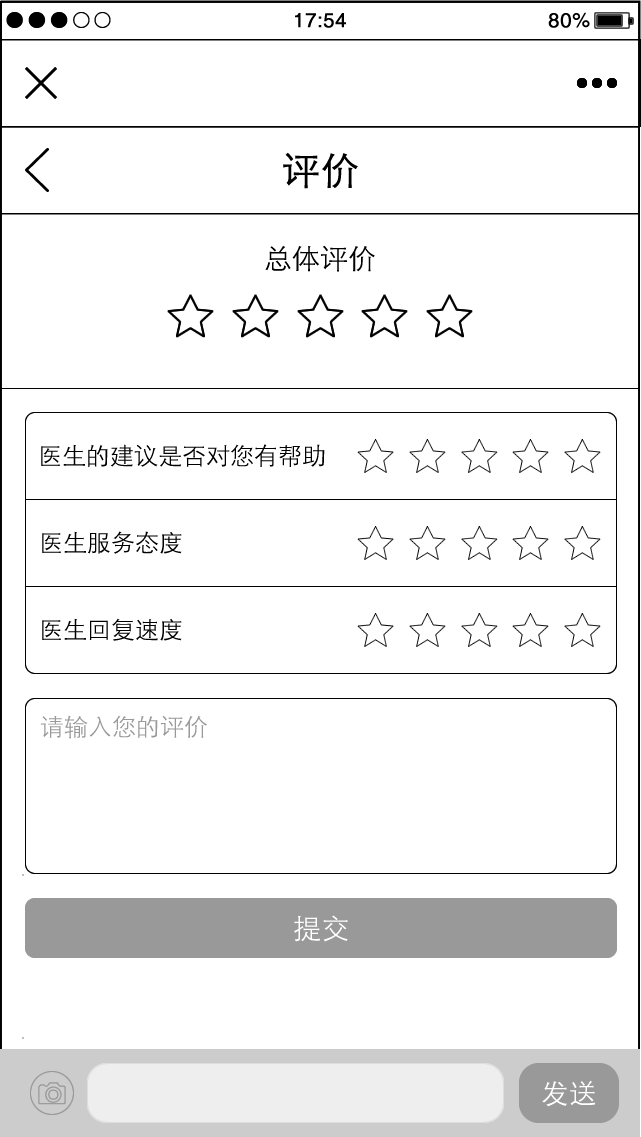 17:54
80%
评价
总体评价
医生的建议是否对您有帮助
医生服务态度
医生回复速度
请输入您的评价
提交
发送